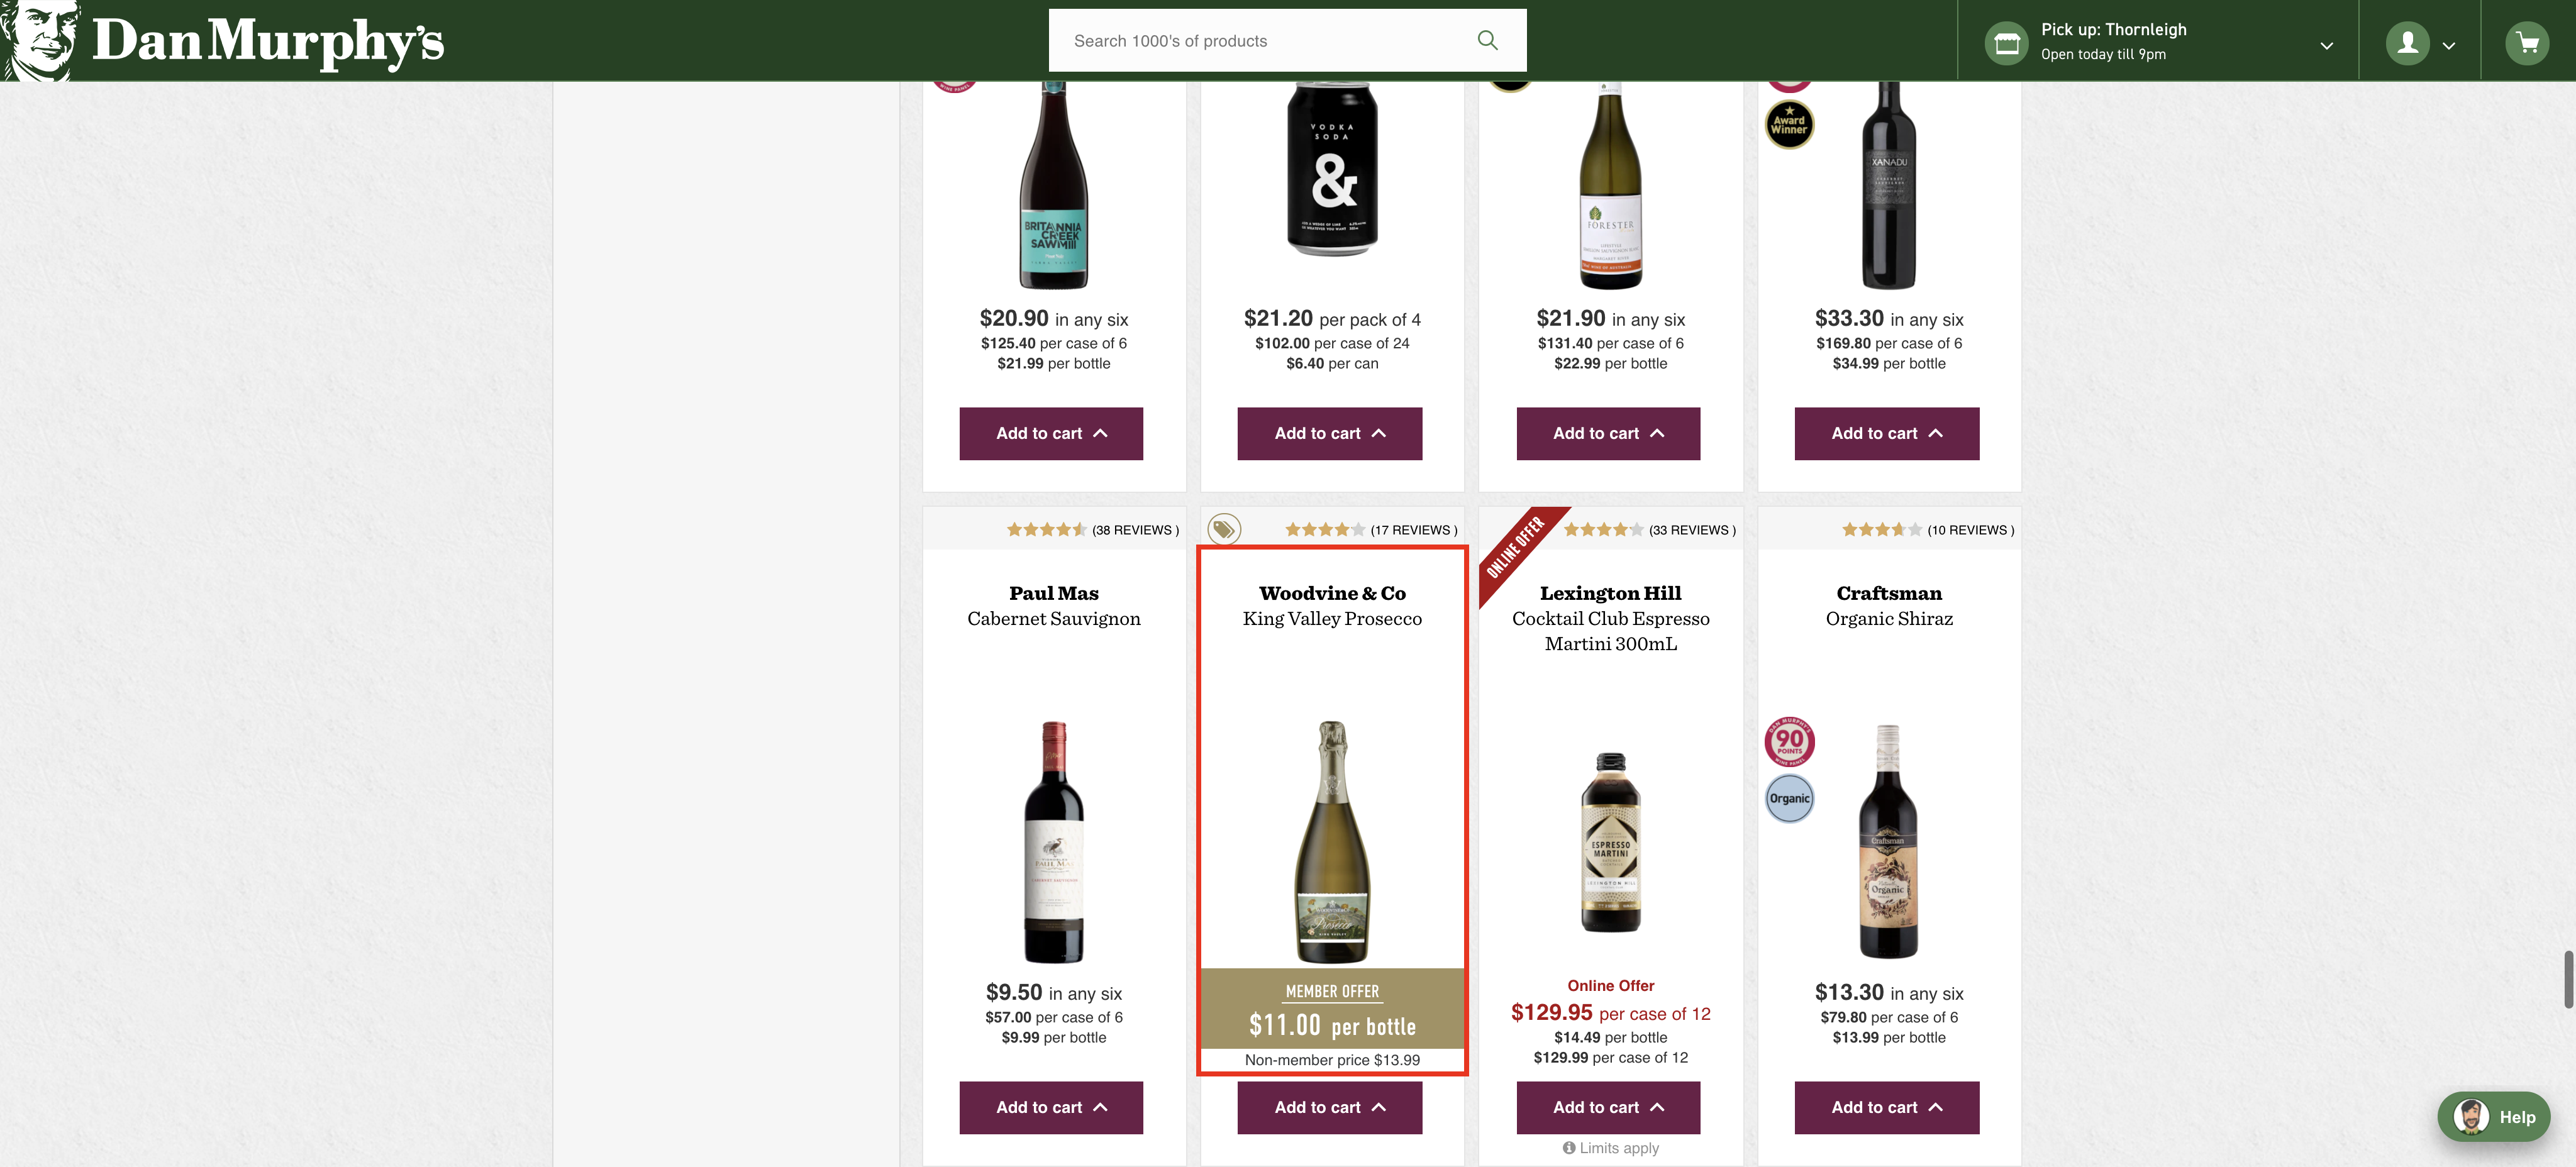 Dan Murphy's
Search 1000's of products
Pick up: Thornleigh
Open today till 9pm
WINE PANEL
Award
Winner
BRITANNIA
CREEK
SAWMIII
VODKA
SODA
&
FORESTER
XANADU
$20.90 in any six
$125.40 per case of 6
$21.99 per bottle
Add to cart
$21.20 per pack of 4
$102.00 per case of 24
$6.40 per can
Add to cart
$21.90 in any six
$131.40 per case of 6
$22.99 per bottle
Add to cart
$33.30 in any six
$169.80 per case of 6
$34.99 per bottle
Add to cart
(38 REVIEWS )
Paul Mas
Cabernet Sauvignon
PAUL MAS
$9.50 in any six
$57.00 per case of 6
$9.99 per bottle
Add to cart
(17 REVIEWS )
Woodvine & Co
King Valley Prosecco
Prosecco
MEMBER OFFER
$11.00 per bottle
Non-member price $13.99
Add to cart
ONLINE OFFER
(33 REVIEWS )
Lexington Hill
Cocktail Club Espresso
Martini 300mL
ESPRESSO
MARTINI
LEXINGTON HILL
Online Offer
$129.95 per case of 12
$14.49 per bottle
$129.99 per case of 12
Add to cart
Limits apply
(10 REVIEWS )
Craftsman
Organic Shiraz
DAN MURPHY'S
90
POINTS
WINE PANEL
Organic
Craftsman
Organic
$13.30 in any six
$79.80 per case of 6
$13.99 per bottle
Add to cart
Help